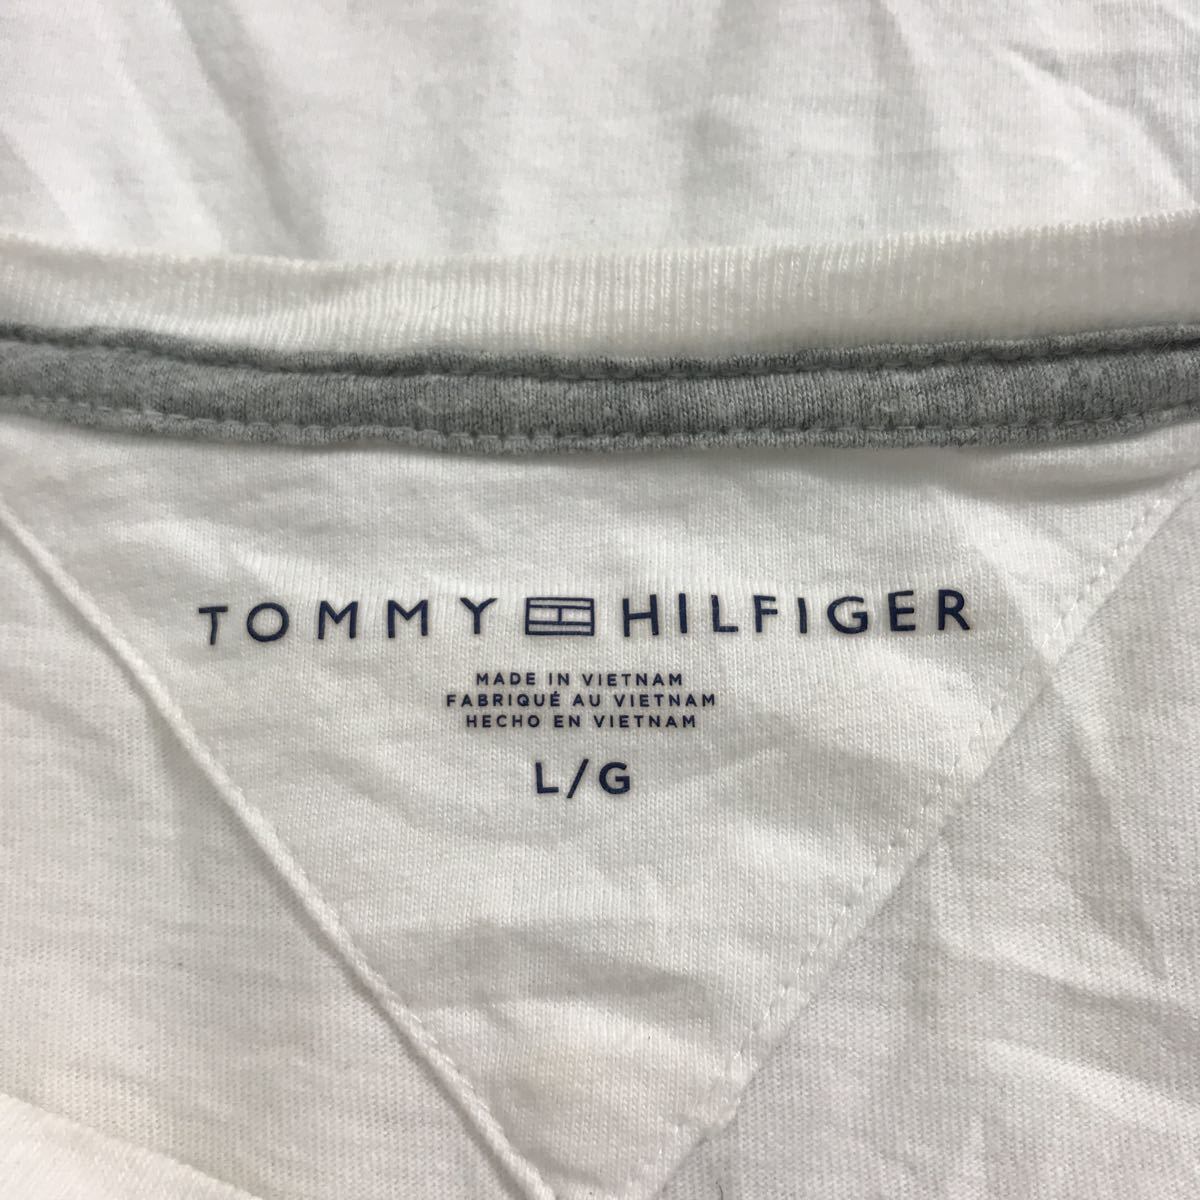 TOMMY HILFIGER
MADE IN VIETNAM
FABRIQUÉ AU VIETNAM
HECHO EN VIETNAM
L/G